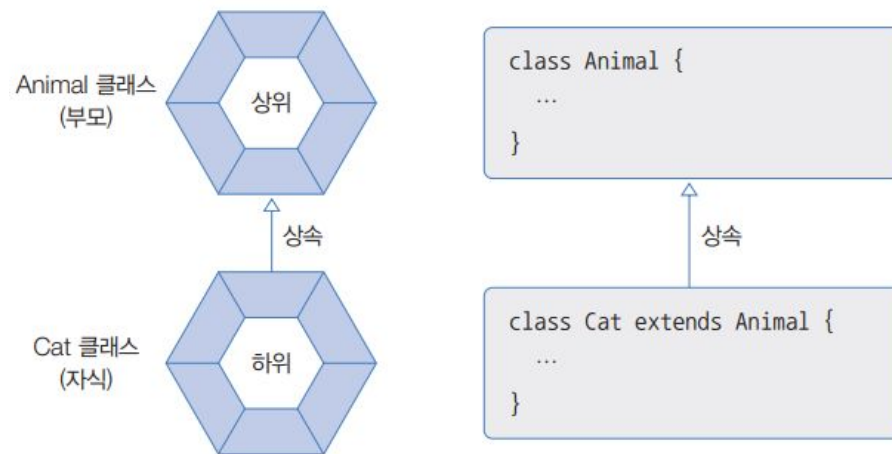 Animal 클래스
(부모)
상위
상속
Cat 클래스
(자식)
하위
class Animal {
...
}
상속
class Cat extends Animal {
...
}